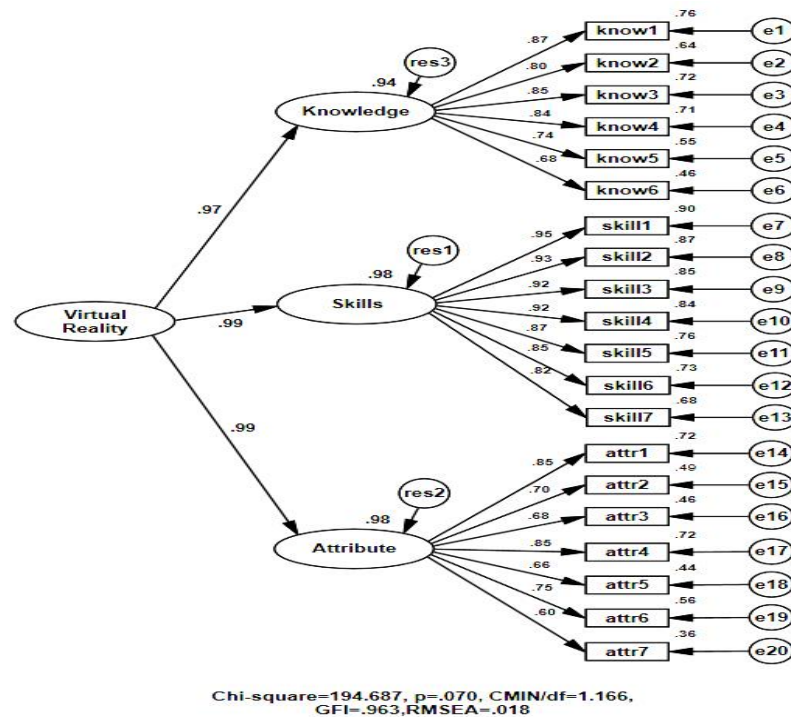 .76
know1
e1
.87
.64
know2
e2
res3
.80
.72
know3
e3
.94
.85
Knowledge
.71
know4
e4
.84
.55
know5
e5
.74
.46
know6
e6
.68
.97
.90
skill1
e7
.95
.87
skill2
e8
res1
.93
.85
skill3
e9
.98
.92
Skills
.84
skill4
e10
.92
Virtual
Reality
.99
.76
skill5
e11
.87
.73
skill6
e12
.85
.68
skill7
e13
.82
.99
.72
attr1
e14
.85
.49
attr2
e15
res2
.70
.46
attr3
e16
.98
.68
Attribute
.72
attr4
e17
.85
.44
attr5
e18
.66
.56
attr6
e19
.75
.36
attr7
e20
.60
Chi-square=194.687, p=.070, CMIN/df=1.166,
GFI=.963,RMSEA=.018